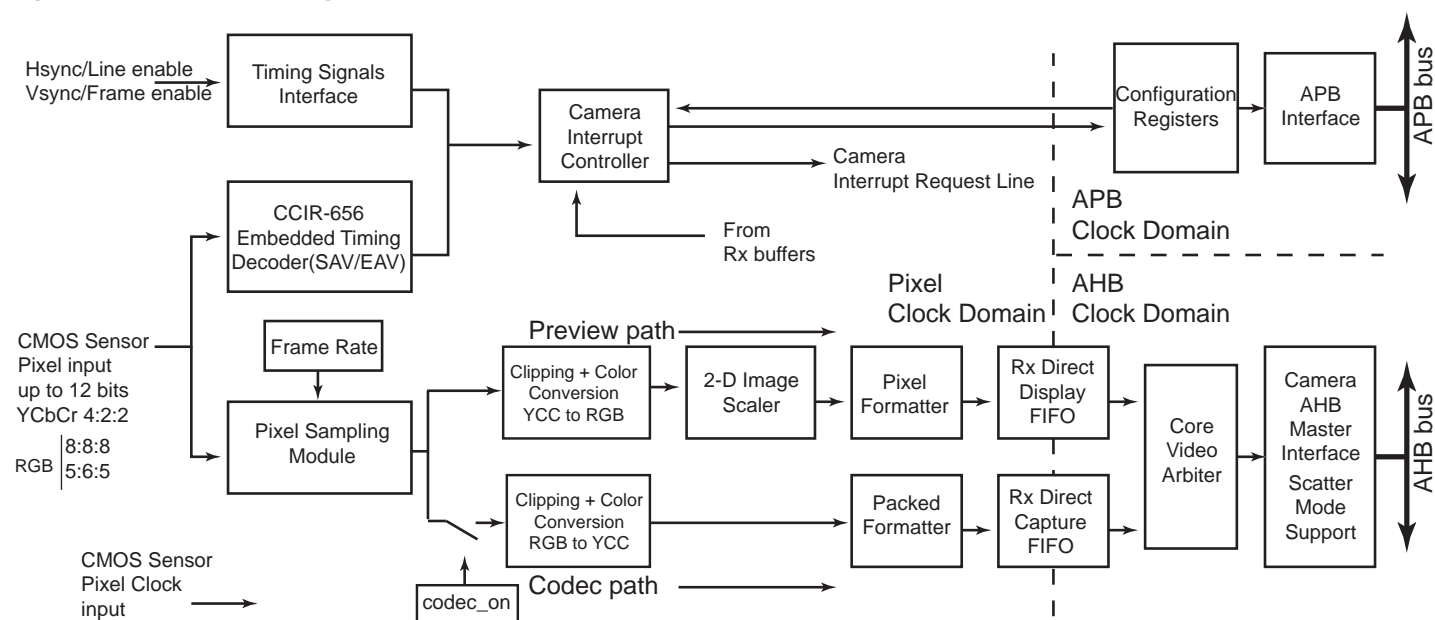 Hsync/Line enable
Vsync/Frame enable
Timing Signals
Interface
Camera
Interrupt
Controller
Configuration
Registers
APB
Interface
APB bus
Camera
Interrupt Request Line
APB
Clock Domain
CCIR-656
Embedded Timing
Decoder(SAV/EAV)
From
Rx buffers
Pixel
Clock Domain
AHB
Clock Domain
CMOS Sensor
Pixel input
up to 12 bits
YCbCr 4:2:2
RGB
8:8:8
5:6:5
Frame Rate
Pixel Sampling
Module
Preview path
Clipping + Color
Conversion
YCC to RGB
2-D Image
Scaler
Pixel
Formatter
Rx Direct
Display
FIFO
Core
Video
Arbiter
Camera
AHB
Master
Interface
Scatter
Mode
Support
AHB bus
Clipping + Color
Conversion
RGB to YCC
Packed
Formatter
Rx Direct
Capture
FIFO
Codec path
codec_on
CMOS Sensor
Pixel Clock
input